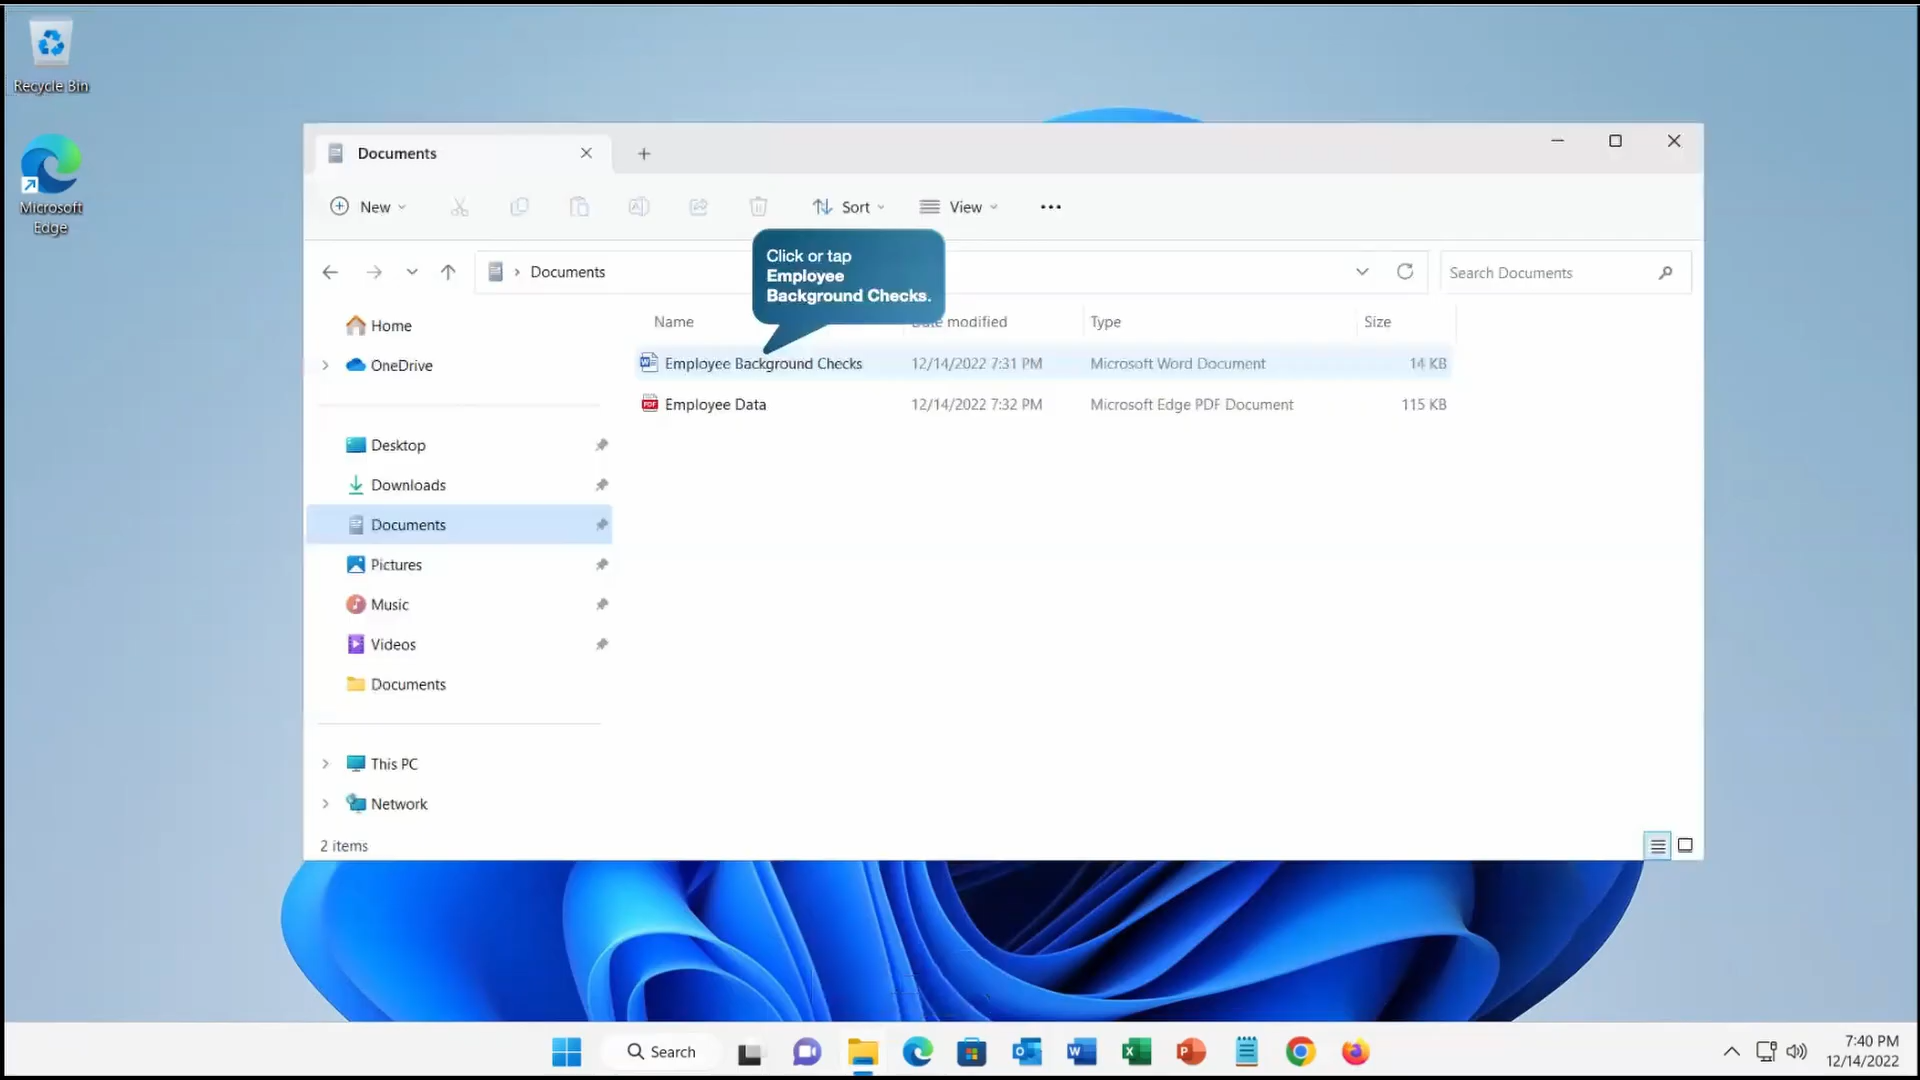 Recycle Bin
Microsoft
Edge
Documents
New
Sort
View
Click or tap
Employee
Background Checks.
Documents
Search Documents
Name
Date modified
Type
Size
Home
OneDrive
Employee Background Checks 12/14/2022 7:31 PM Microsoft Word Document 14 KB
Employee Data 12/14/2022 7:32 PM Microsoft Edge PDF Document 115 KB
Desktop
Downloads
Documents
Pictures
Music
Videos
Documents
This PC
Network
2 items
Search
7:40 PM
12/14/2022